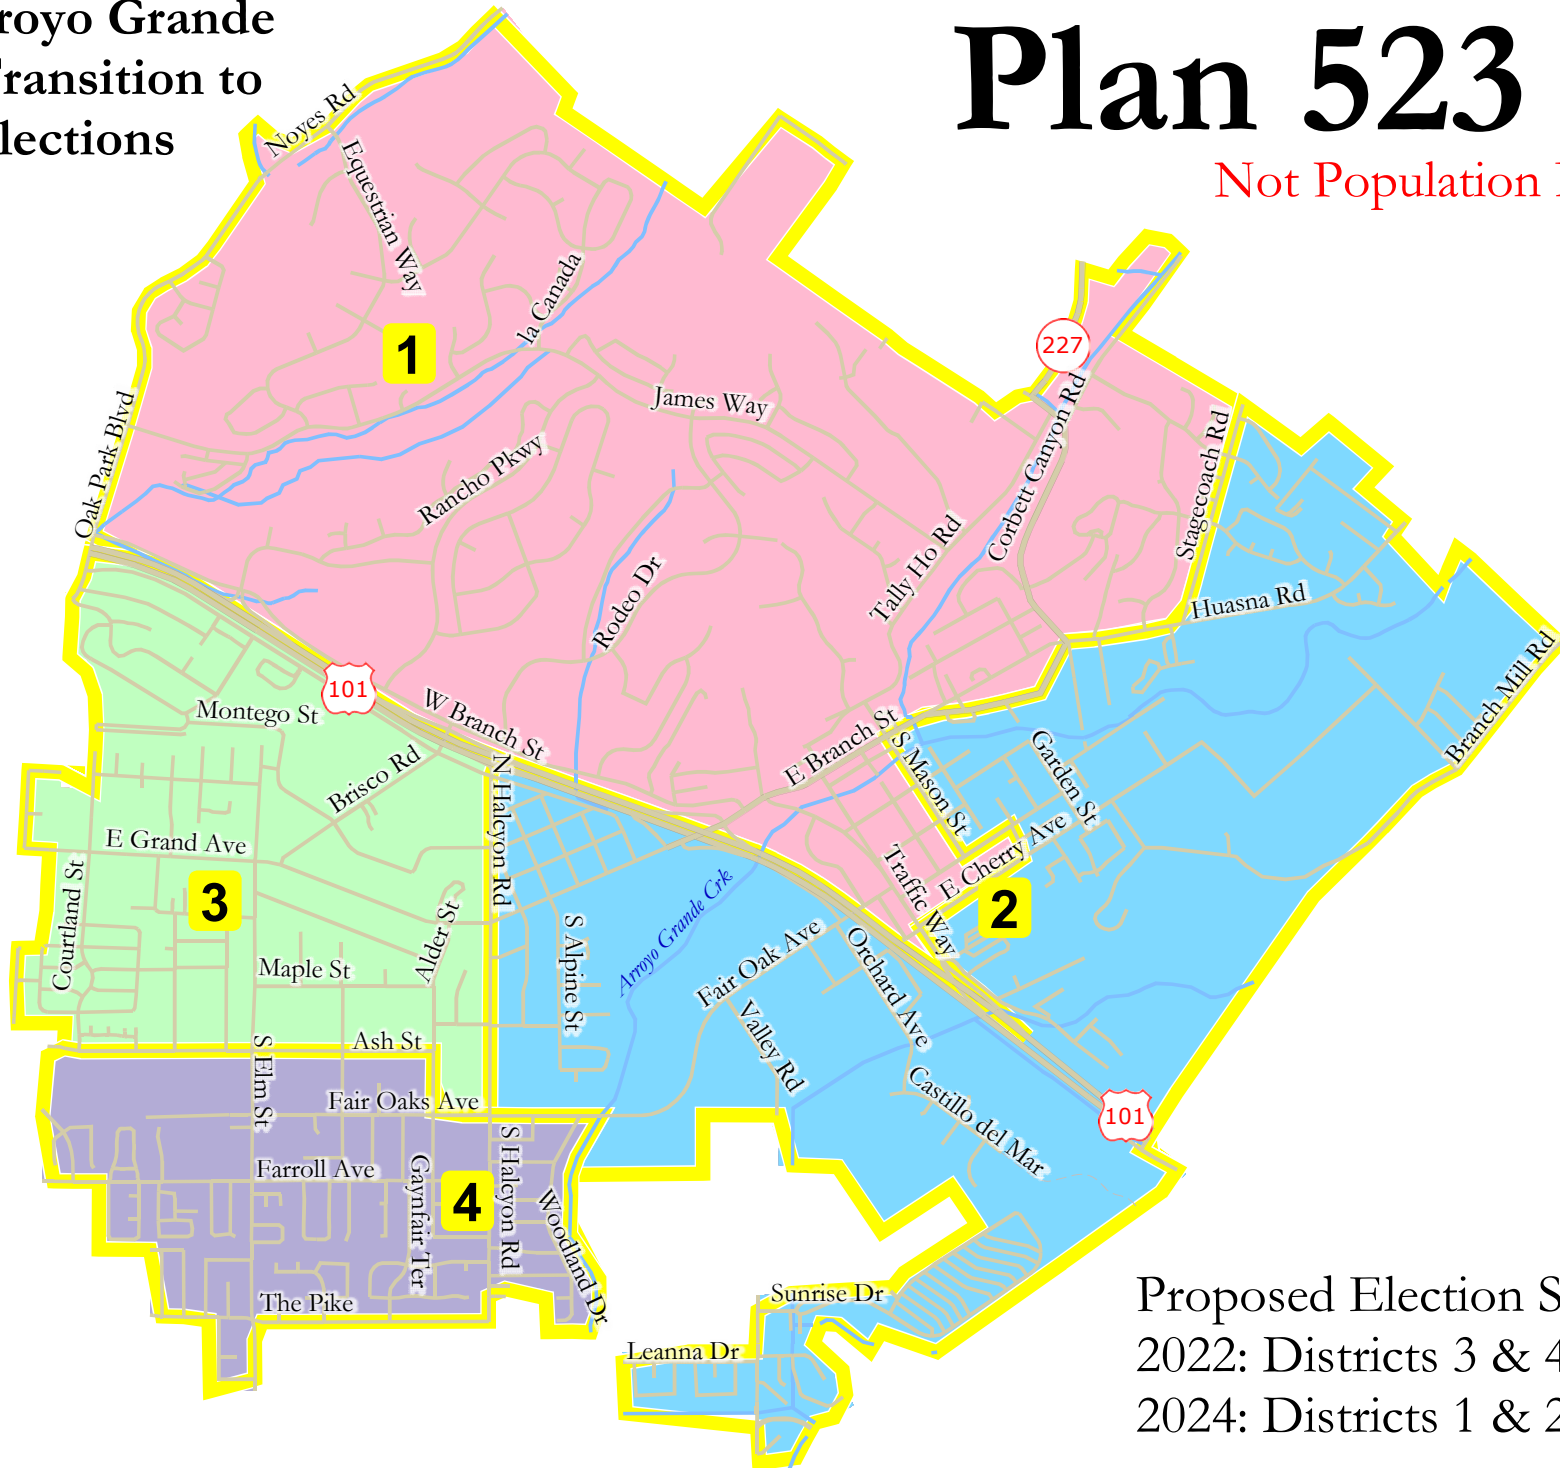 royo Grande
Transition to
lections
Plan 523
Not Population
Noyes Rd
Equestrian Way
la Canada
1
227
James Way
Oak Park Blvd
Rancho Pkwy
Corbett Canyon Rd
Stagecoach Rd
Tally Ho Rd
Rodeo Dr
Huasna Rd
Branch Mill Rd
101
Montego St
W Branch St
E Branch St
S Mason St
Garden St
Brisco Rd
N Halcyon Rd
E Grand Ave
E Cherry Ave
Traffic Way
3
2
Courtland St
Alder St
Arroyo Grande Crk
S Alpine St
Fair Oak Ave
Orchard Ave
Maple St
Valley Rd
S Elm St
Ash St
Castillo del Mar
101
Fair Oaks Ave
Farroll Ave
Gaynfair Ter
4
S Halcyon Rd
Woodland Dr
The Pike
Sunrise Dr
Leanna Dr
Proposed Election S
2022: Districts 3 & 4
2024: Districts 1 & 2